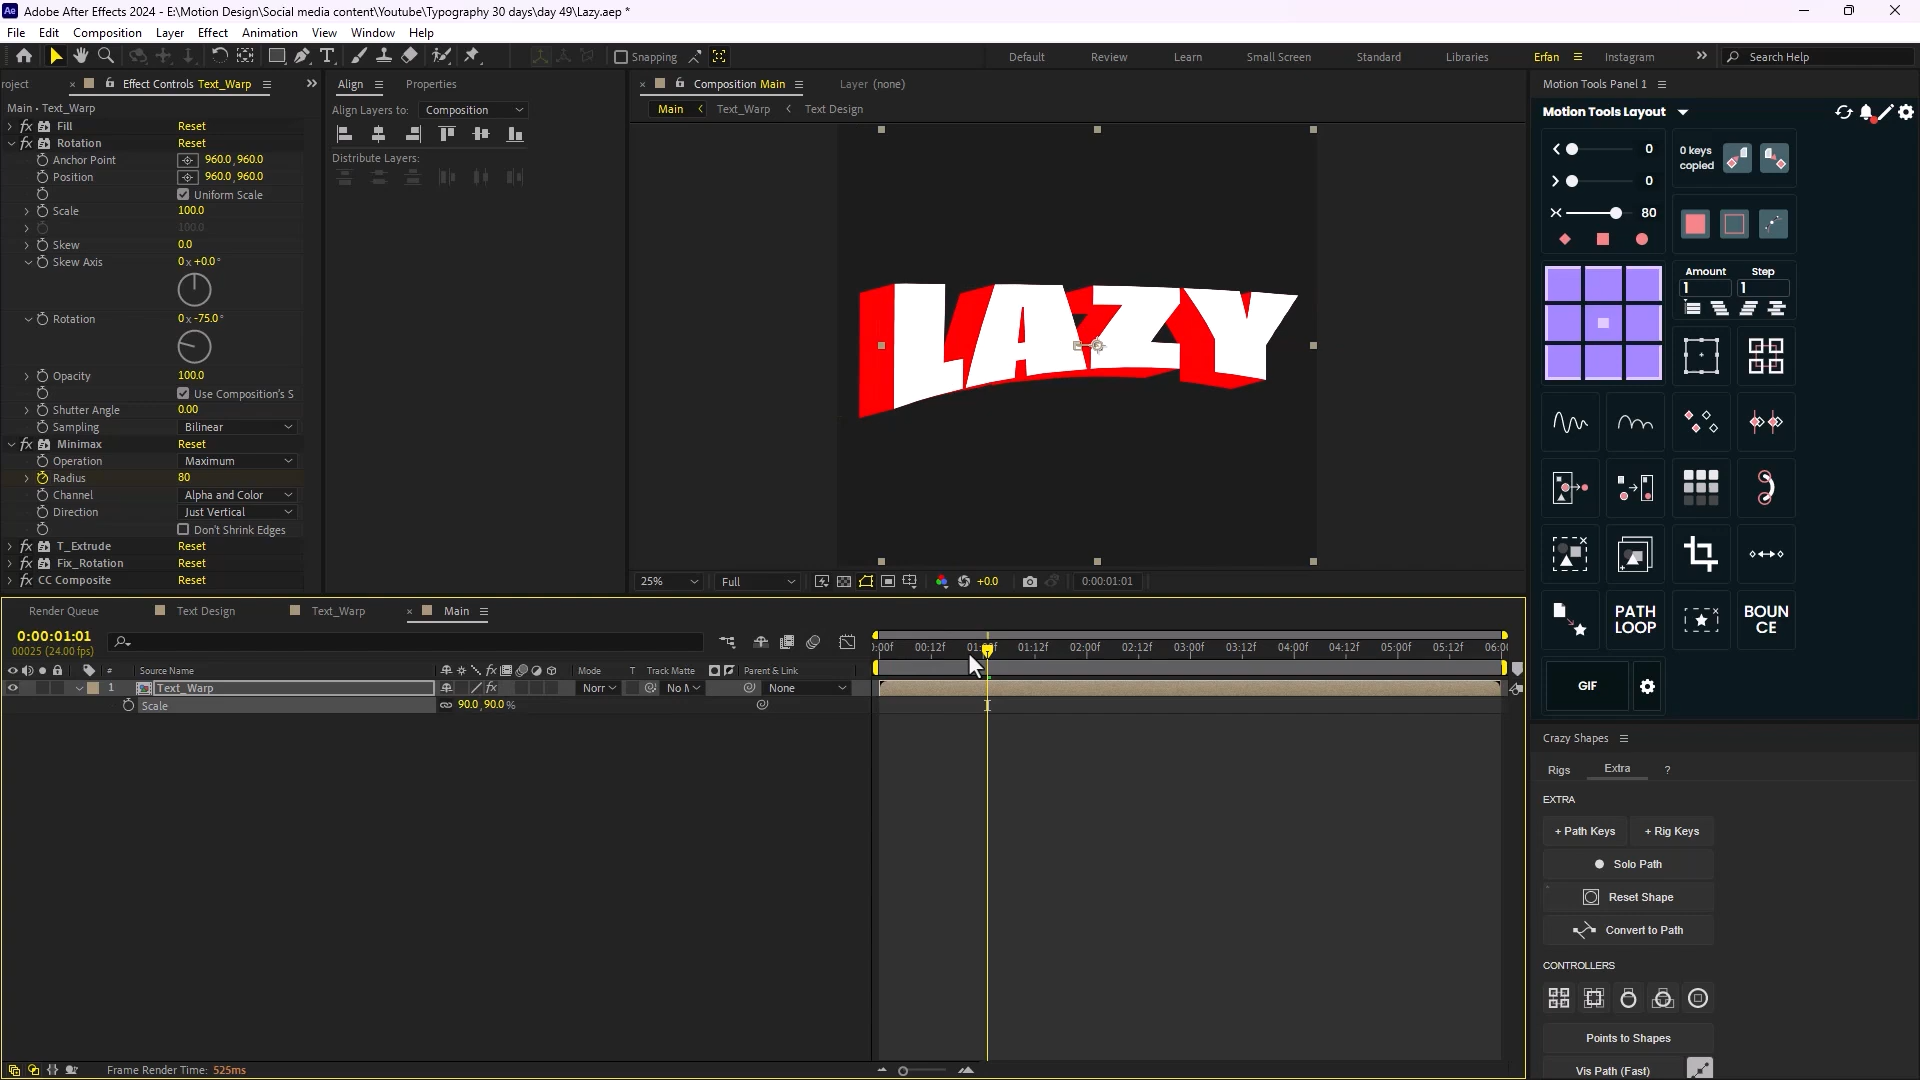 Ae Adobe After Effects 2024 - E:\Motion Design\Social media content\Youtube\Typography 30 days\day 49\Lazy.aep *
File Edit Composition Layer Effect Animation View Window Help
Snapping
Default Review Learn Small Screen Standard Libraries Erfan Instagram
Search Help
roject Effect Controls Text_Warp
Main • Text_Warp
Fill Reset
Rotation Reset
Anchor Point 960.0, 960.0
Position 960.0, 960.0
Uniform Scale
Scale 100.0
100.0
Skew 0.0
Skew Axis 0 x +0.0°
Rotation 0 x -75.0°
Opacity 100.0
Use Composition's S
Shutter Angle 0.00
Sampling Bilinear
Minimax Reset
Operation Maximum
Radius 80
Channel Alpha and Color
Direction Just Vertical
Don't Shrink Edges
T_Extrude Reset
Fix_Rotation Reset
CC Composite Reset
Align Properties
Align Layers to: Composition
Distribute Layers:
Composition Main Layer (none)
Main Text_Warp Text Design
LAZY
25% Full +0.0 0:00:01:01
Motion Tools Panel 1
Motion Tools Layout
0
0
80
0 keys
copied
Amount Step
1 1
PATH
LOOP
BOUN
CE
GIF
Crazy Shapes
Rigs Extra ?
EXTRA
+ Path Keys + Rig Keys
Solo Path
Reset Shape
Convert to Path
CONTROLLERS
Points to Shapes
Vis Path (Fast)
Render Queue Text Design Text_Warp Main
0:00:01:01
00025 (24.00 fps)
:00f 00:12f 01:00f 01:12f 02:00f 02:12f 03:00f 03:12f 04:00f 04:12f 05:00f 05:12f 06:00
# Source Name Mode T Track Matte Parent & Link
1 Text_Warp Norr No M None
Scale 90.0, 90.0 %
Frame Render Time: 525ms